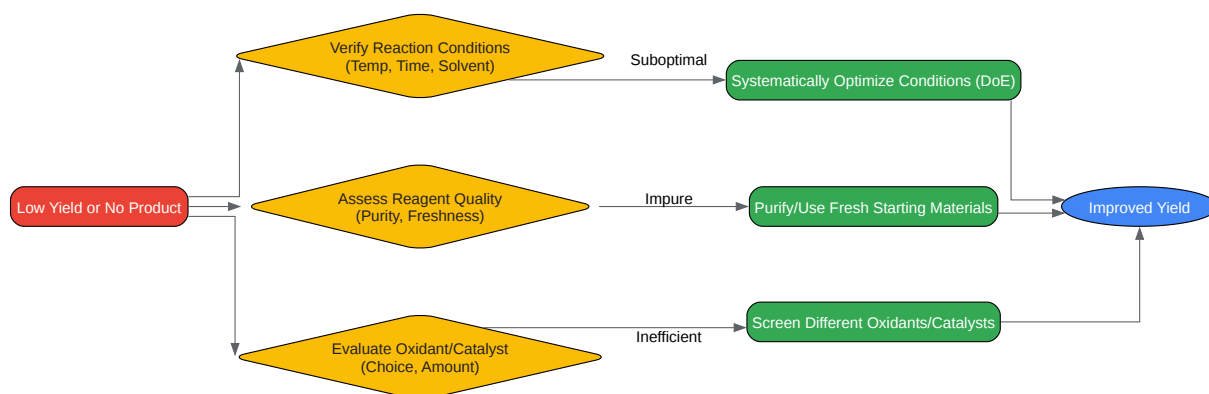 Verify Reaction Conditions
(Temp, Time, Solvent)
Suboptimal
Systematically Optimize Conditions (DoE)
Low Yield or No Product
Assess Reagent Quality
(Purity, Freshness)
Impure
Purify/Use Fresh Starting Materials
Improved Yield
Evaluate Oxidant/Catalyst
(Choice, Amount)
Inefficient
Screen Different Oxidants/Catalysts